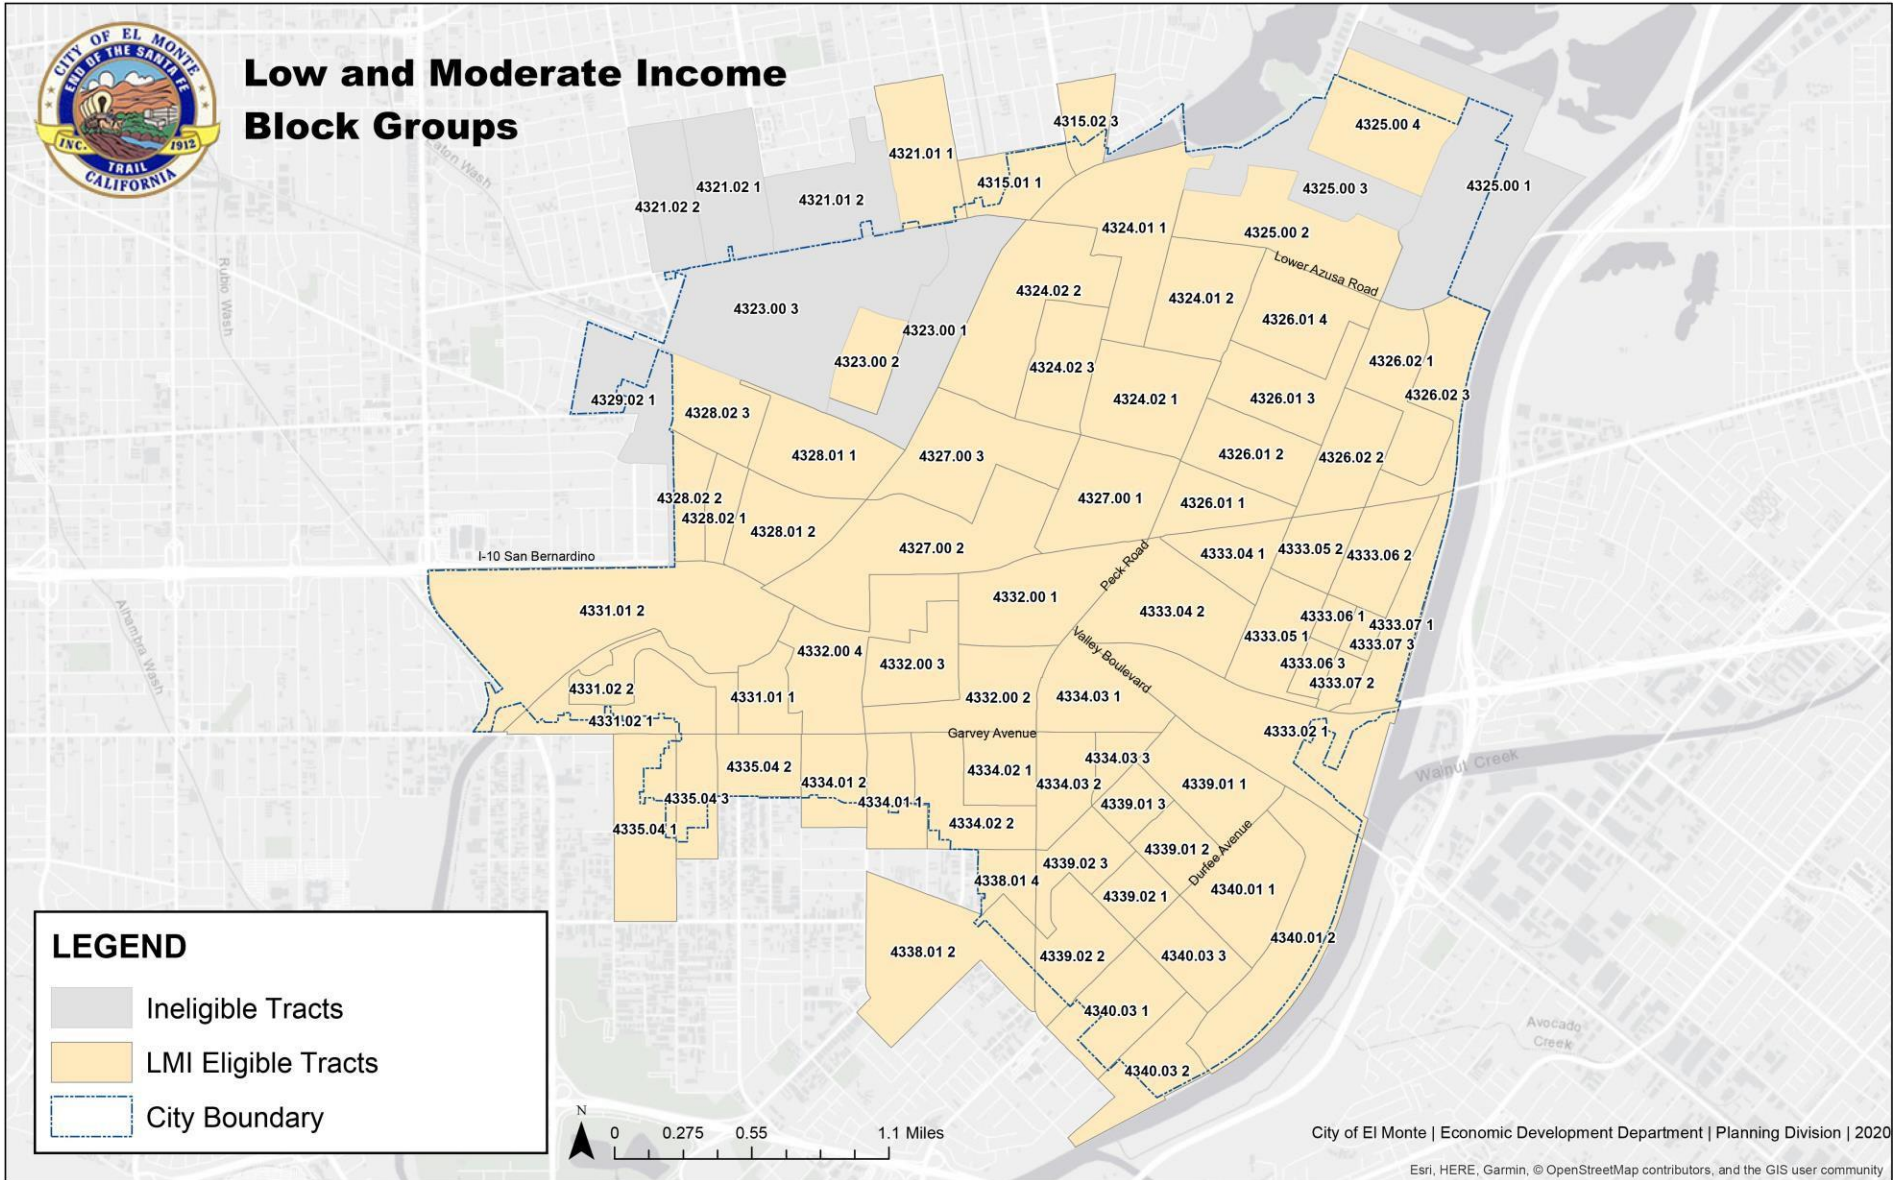 CITY OF EL MONTE
END OF THE SANTA FE
INC. 1912
TRAIL
CALIFORNIA
Low and Moderate Income
Block Groups
Eaton Wash
Rubio Wash
Alhambra Wash
4315.02 3
4325.00 4
4321.01 1
4315.01 1
4321.02 1
4321.02 2
4321.01 2
4325.00 3
4325.00 1
4324.01 1
4325.00 2
Lower Azusa Road
4324.02 2
4324.01 2
4323.00 3
4323.00 1
4326.01 4
4323.00 2
4324.02 3
4326.02 1
4329.02 1
4328.02 3
4324.02 1
4326.01 3
4326.02 3
4328.01 1
4327.00 3
4326.01 2
4326.02 2
4328.02 2
4327.00 1
4326.01 1
4328.02 1
4328.01 2
I-10 San Bernardino
4327.00 2
Peck Road
4333.04 1
4333.05 2
4333.06 2
4331.01 2
4332.00 1
4333.04 2
4333.06 1
4333.07 1
4333.05 1
4333.07 3
Valley Boulevard
4332.00 4
4332.00 3
4333.06 3
4333.07 2
4331.02 2
4331.01 1
4332.00 2
4334.03 1
4331.02 1
Garvey Avenue
4333.02 1
Walnut Creek
4335.04 2
4334.02 1
4334.03 3
4334.01 2
4334.03 2
4339.01 1
4335.04 3
4334.01 1
4339.01 3
4335.04 1
4334.02 2
4339.01 2
Durfee Avenue
4339.02 3
4338.01 4
4339.02 1
4340.01 1
4340.01 2
4338.01 2
4339.02 2
4340.03 3
4340.03 1
4340.03 2
Avocado
Creek
LEGEND
Ineligible Tracts
LMI Eligible Tracts
City Boundary
N
0 0.275 0.55 1.1 Miles
City of El Monte | Economic Development Department | Planning Division | 2020
Esri, HERE, Garmin, © OpenStreetMap contributors, and the GIS user community